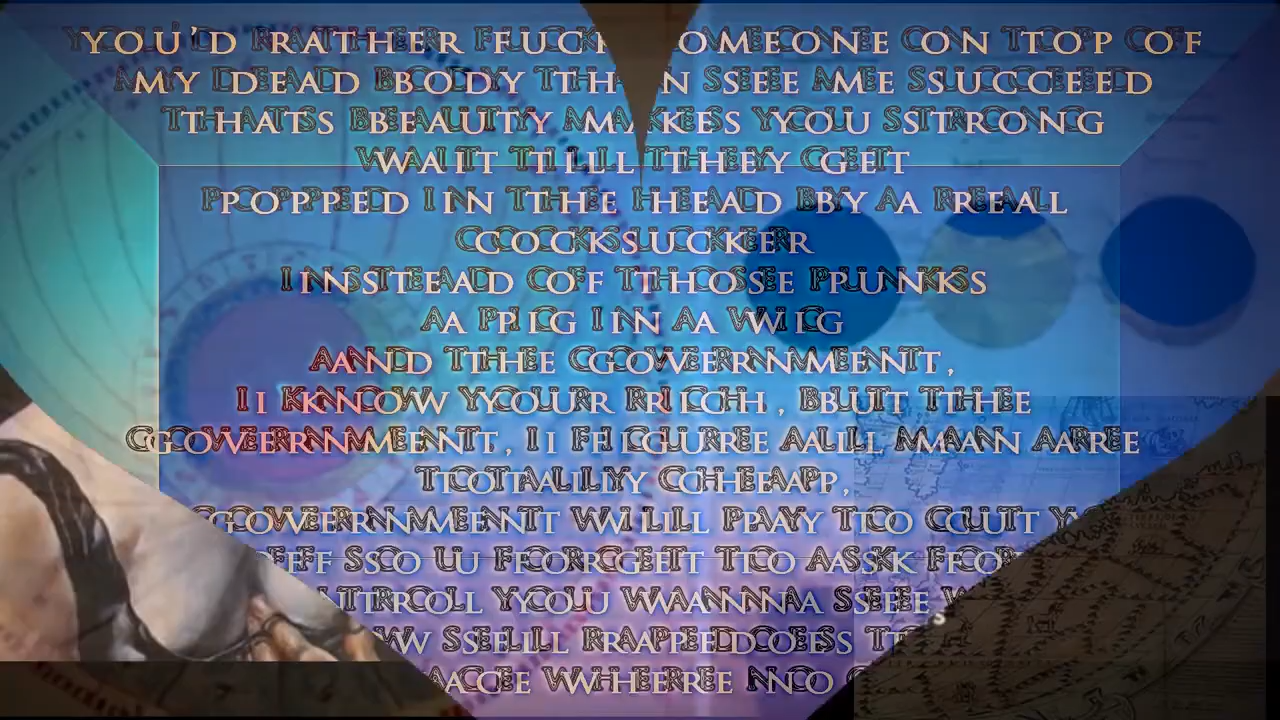 YOU'D RATHER FUCK SOMEONE ON TOP OF
MY DEAD BODY THAN SEE ME SUCCEED
THATS BEAUTY MAKES YOU STRONG
WAIT TILL THEY GET
POPPED IN THE HEAD BY A REAL
COCKSUCKER
INSTEAD OF THOSE PUNKS
A PIG IN A WIG
AND THE GOVERNMENT,
I KNOW YOUR RICH, BUT THE
GOVERNMENT, I FIGURE ALL MAN ARE
TOTALLY CHEAP,
GOVERNMENT WILL PAY TO CUT
SO U FORGET TO ASK
YOU WANNA SEE
SELL RAPPEDOES
WHERE NO